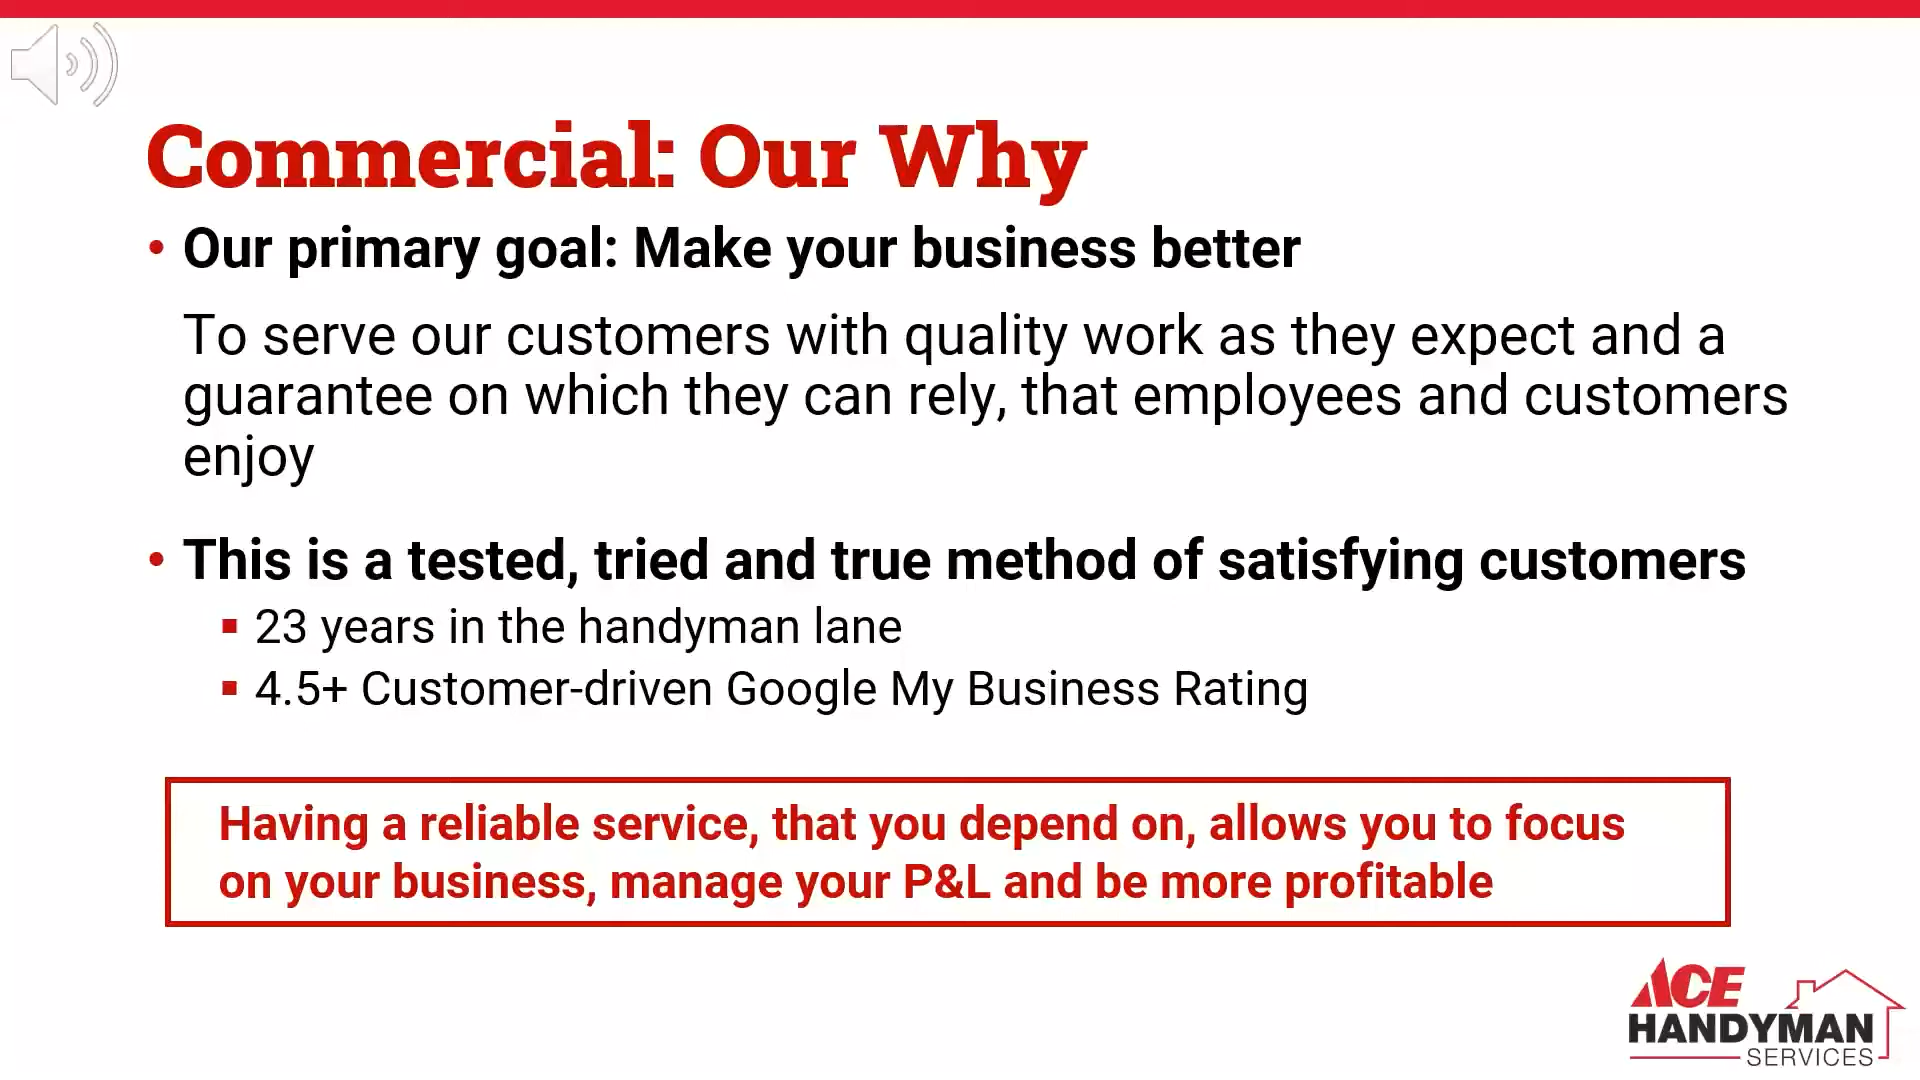 Commercial: Our Why
• Our primary goal: Make your business better
To serve our customers with quality work as they expect and a
guarantee on which they can rely, that employees and customers
enjoy
• This is a tested, tried and true method of satisfying customers
▪ 23 years in the handyman lane
▪ 4.5+ Customer-driven Google My Business Rating
Having a reliable service, that you depend on, allows you to focus
on your business, manage your P&L and be more profitable
ACE
HANDYMAN
SERVICES